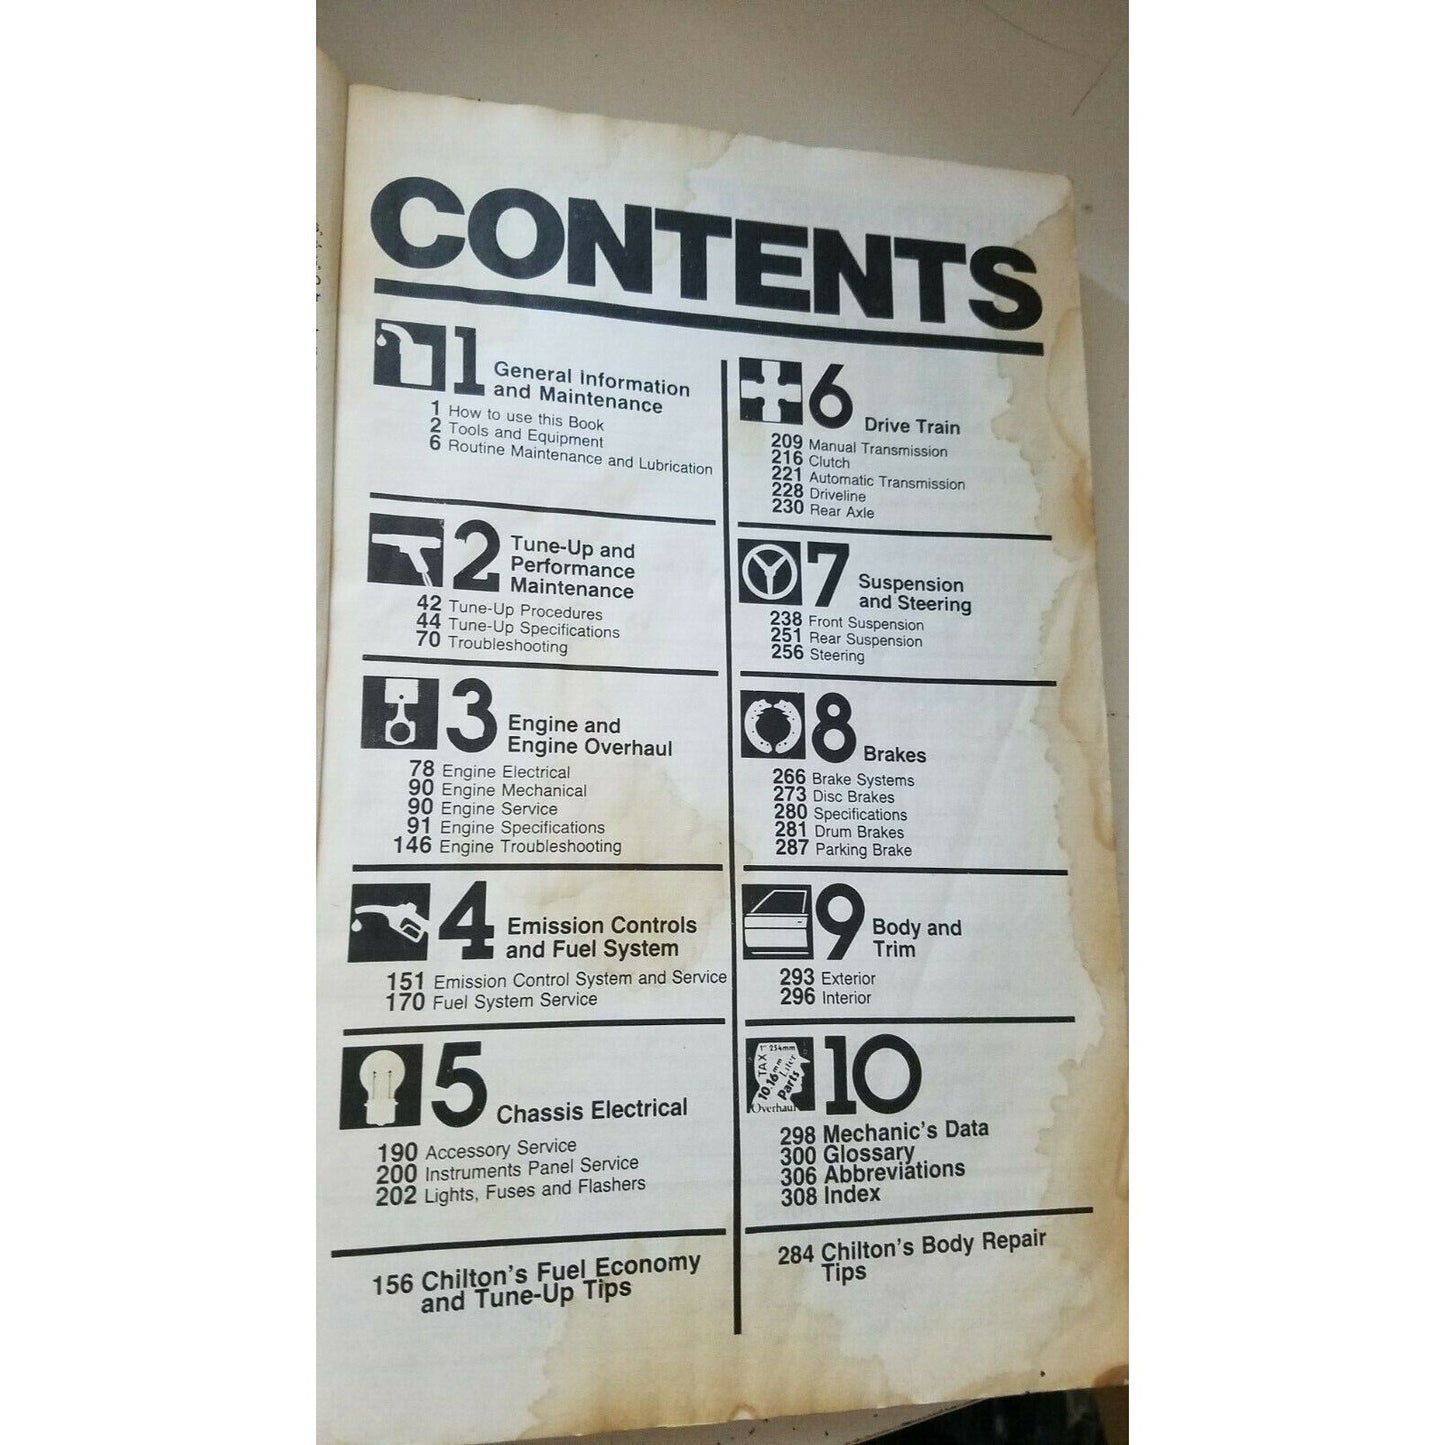 CONTENTS
1 General Information
and Maintenance
1 How to use this Book
2 Tools and Equipment
6 Routine Maintenance and Lubrication
2 Tune-Up and
Performance
Maintenance
42 Tune-Up Procedures
44 Tune-Up Specifications
70 Troubleshooting
3 Engine and
Engine Overhaul
78 Engine Electrical
90 Engine Mechanical
90 Engine Service
91 Engine Specifications
146 Engine Troubleshooting
4 Emission Controls
and Fuel System
151 Emission Control System and Service
170 Fuel System Service
5 Chassis Electrical
190 Accessory Service
200 Instruments Panel Service
202 Lights, Fuses and Flashers
156 Chilton's Fuel Economy
and Tune-Up Tips
6 Drive Train
209 Manual Transmission
216 Clutch
221 Automatic Transmission
228 Driveline
230 Rear Axle
7 Suspension
and Steering
238 Front Suspension
251 Rear Suspension
256 Steering
8 Brakes
266 Brake Systems
273 Disc Brakes
280 Specifications
281 Drum Brakes
287 Parking Brake
9 Body and
Trim
293 Exterior
296 Interior
10
1" 254mm
TAX
10.16mm
Liter
Parts
Overhaul
298 Mechanic's Data
300 Glossary
306 Abbreviations
308 Index
284 Chilton's Body Repair
Tips